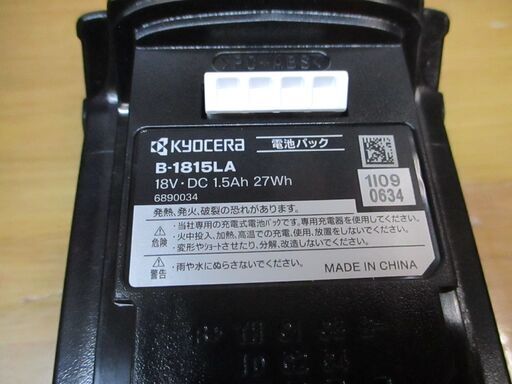 >PC+ABS<
KYOCERA 電池パック
B-1815LA
18V・DC 1.5Ah 27Wh
6890034
1I09
0634
発熱、発火、破裂の恐れがあります。
危険
・当社専用の充電式電池パックです。専用充電器を使用してください。
・火中投入、加熱、高温での充電、使用、放置をしないでください。
・変形やショートさせたり、分解、改造しないでください。
警告
・雨や水にぬらさないでください。
MADE IN CHINA